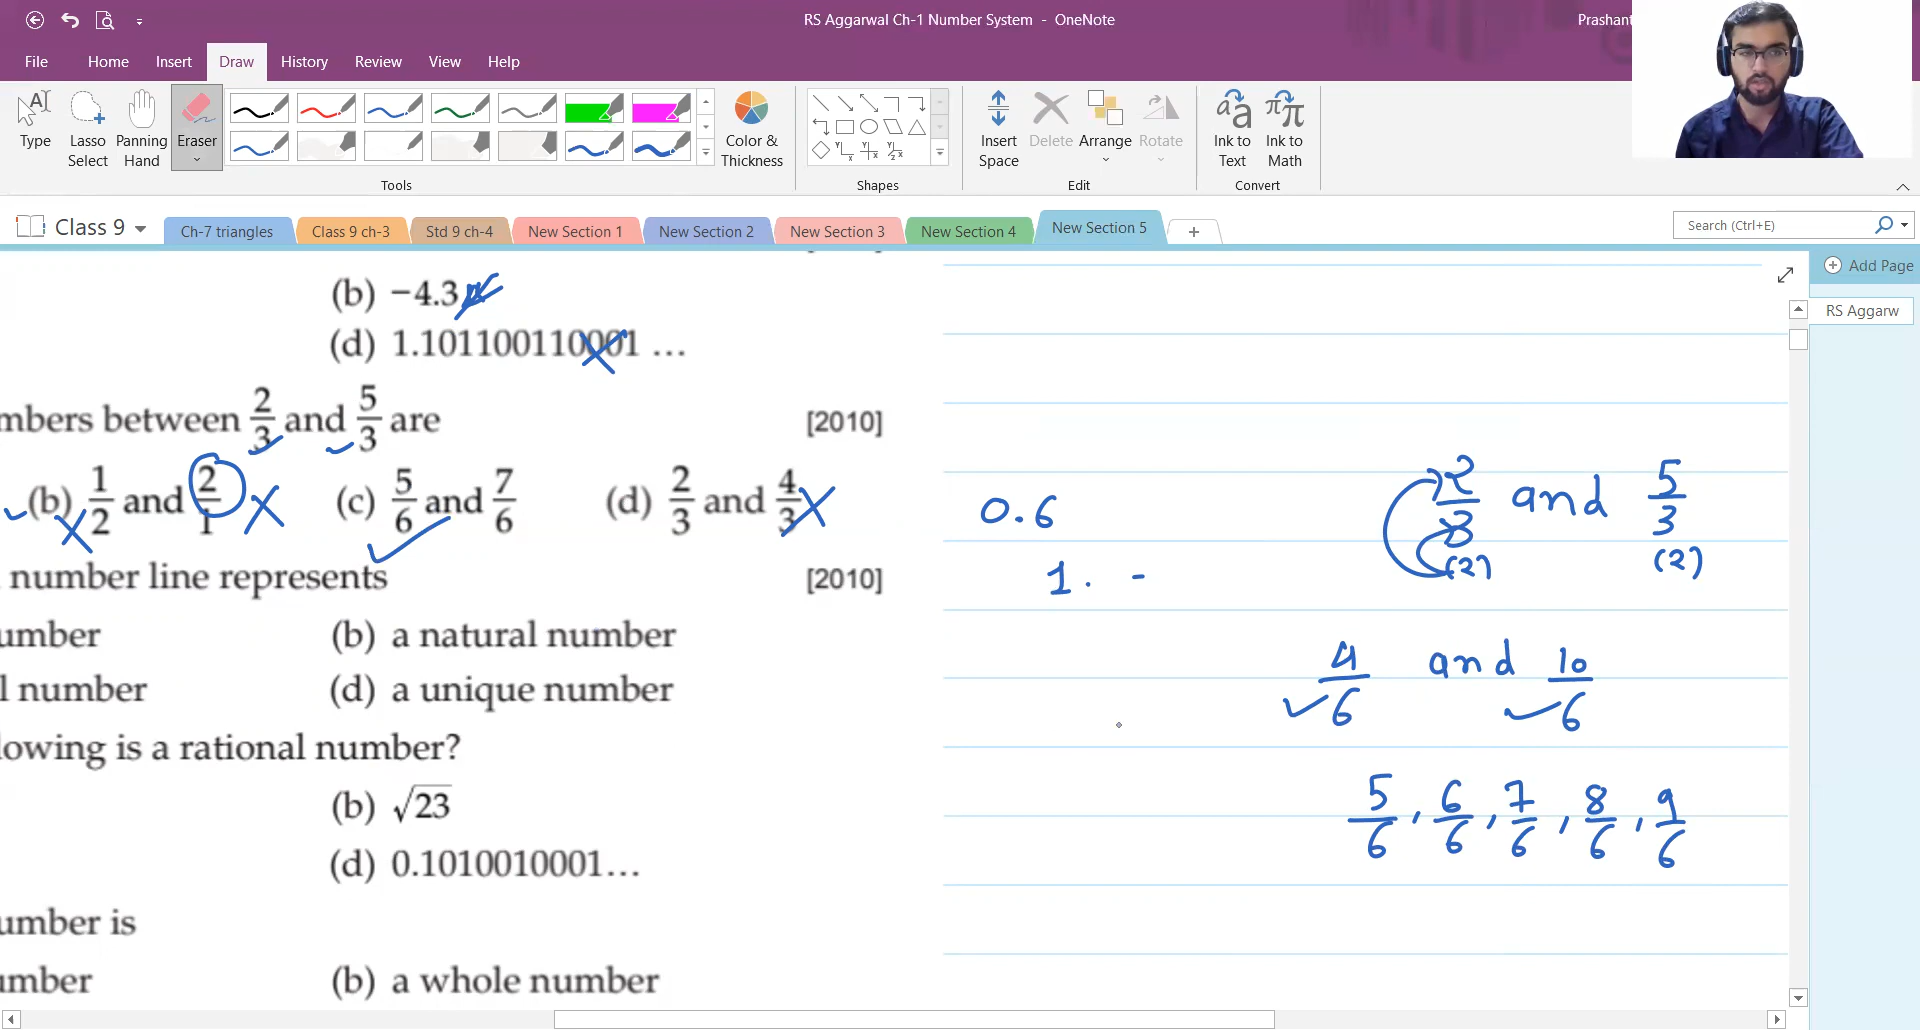 RS Aggarwal Ch-1 Number System - OneNote
Prashant
File Home Insert Draw History Review View Help
Type Lasso Select Panning Hand Eraser Color & Thickness Insert Space Delete Arrange Rotate Ink to Text Ink to Math
Tools Shapes Edit Convert
Class 9 Ch-7 triangles Class 9 ch-3 Std 9 ch-4 New Section 1 New Section 2 New Section 3 New Section 4 New Section 5 + Search (Ctrl+E)
Add Page
RS Aggarw
(b) −4.3
(d) 1.101100110001 ...
mbers between 2/3 and 5/3 are [2010]
(b) 1/2 and 2/1 (c) 5/6 and 7/6 (d) 2/3 and 4/3
number line represents [2010]
umber (b) a natural number
l number (d) a unique number
lowing is a rational number?
(b) √23
(d) 0.1010010001...
umber is
umber (b) a whole number
0.6
1. -
2/3 and 5/3
(2) (2)
4/6 and 10/6
5/6, 6/6, 7/6, 8/6, 9/6